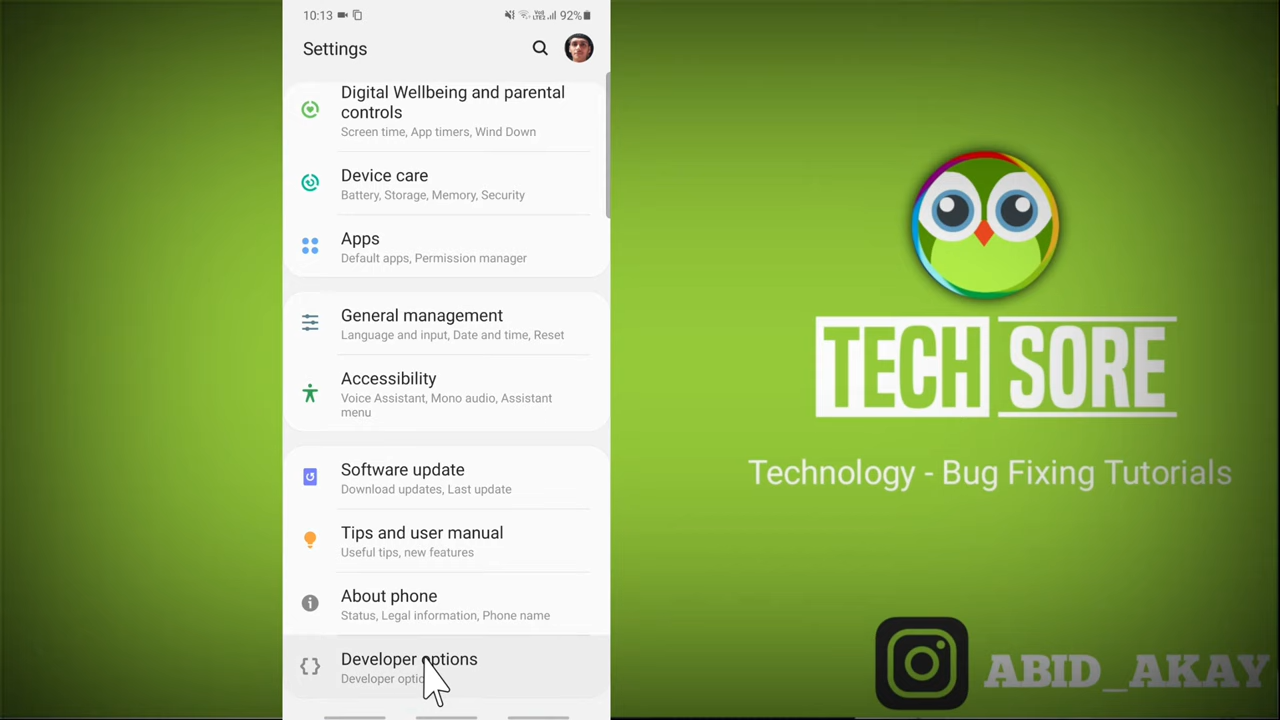 10:13
Vo)) LTE2 92%
Settings
Digital Wellbeing and parental
controls
Screen time, App timers, Wind Down
Device care
Battery, Storage, Memory, Security
Apps
Default apps, Permission manager
General management
Language and input, Date and time, Reset
Accessibility
Voice Assistant, Mono audio, Assistant
menu
Software update
Download updates, Last update
Tips and user manual
Useful tips, new features
About phone
Status, Legal information, Phone name
Developer options
Developer
TECH SORE
Technology - Bug Fixing Tutorials
ABID_AKAY